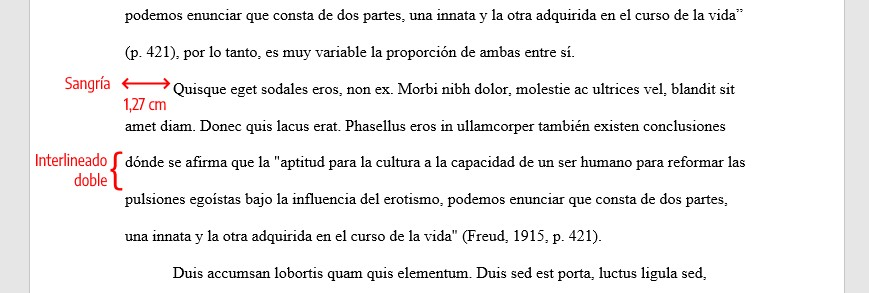 podemos enunciar que consta de dos partes, una innata y la otra adquirida en el curso de la vida”
(p. 421), por lo tanto, es muy variable la proporción de ambas entre sí.
Sangría
1,27 cm
Quisque eget sodales eros, non ex. Morbi nibh dolor, molestie ac ultrices vel, blandit sit
amet diam. Donec quis lacus erat. Phasellus eros in ullamcorper también existen conclusiones
Interlineado
doble
dónde se afirma que la "aptitud para la cultura a la capacidad de un ser humano para reformar las
pulsiones egoístas bajo la influencia del erotismo, podemos enunciar que consta de dos partes,
una innata y la otra adquirida en el curso de la vida" (Freud, 1915, p. 421).
Duis accumsan lobortis quam quis elementum. Duis sed est porta, luctus ligula sed,